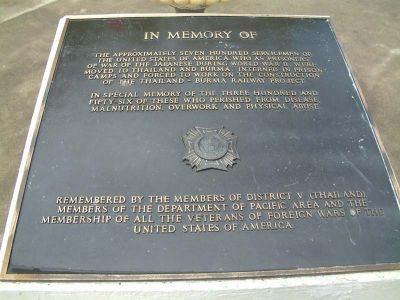 IN MEMORY OF
THE APPROXIMATELY SEVEN HUNDRED SERVICEMEN OF
THE UNITED STATES OF AMERICA WHO AS PRISONERS
OF WAR OF THE JAPANESE DURING WORLD WAR II, WERE
MOVED TO THAILAND AND BURMA, INTERNED IN PRISON
CAMPS AND FORCED TO WORK ON THE CONSTRUCTION
OF THE THAILAND - BURMA RAILWAY PROJECT.
IN SPECIAL MEMORY OF THE THREE HUNDRED AND
FIFTY-SIX OF THESE WHO PERISHED FROM DISEASE,
MALNUTRITION, OVERWORK AND PHYSICAL ABUSE.
REMEMBERED BY THE MEMBERS OF DISTRICT V (THAILAND),
MEMBERS OF THE DEPARTMENT OF PACIFIC AREA AND THE
MEMBERSHIP OF ALL THE VETERANS OF FOREIGN WARS OF THE
UNITED STATES OF AMERICA